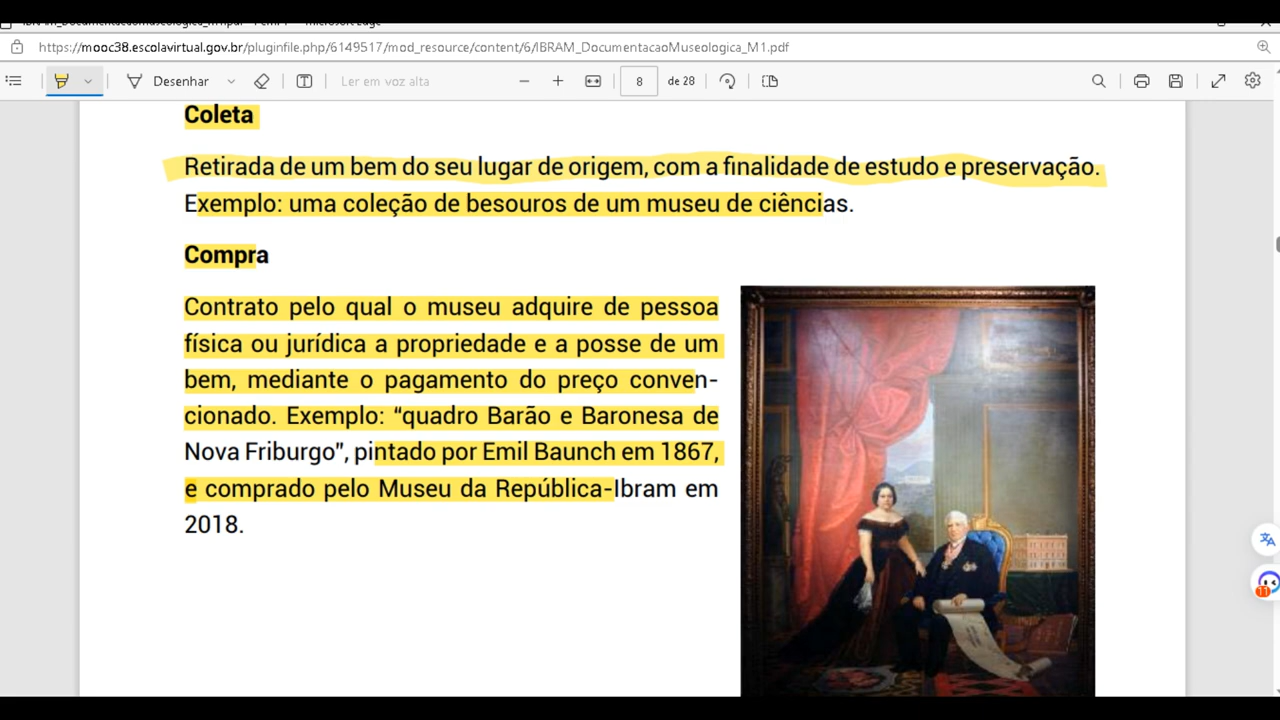 https://mooc38.escolavirtual.gov.br/pluginfile.php/6149517/mod_resource/content/6/IBRAM_DocumentacaoMuseologica_M1.pdf
Desenhar
Ler em voz alta
8 de 28
Coleta
Retirada de um bem do seu lugar de origem, com a finalidade de estudo e preservação.
Exemplo: uma coleção de besouros de um museu de ciências.
Compra
Contrato pelo qual o museu adquire de pessoa
física ou jurídica a propriedade e a posse de um
bem, mediante o pagamento do preço conven-
cionado. Exemplo: “quadro Barão e Baronesa de
Nova Friburgo”, pintado por Emil Baunch em 1867,
e comprado pelo Museu da República-Ibram em
2018.
11